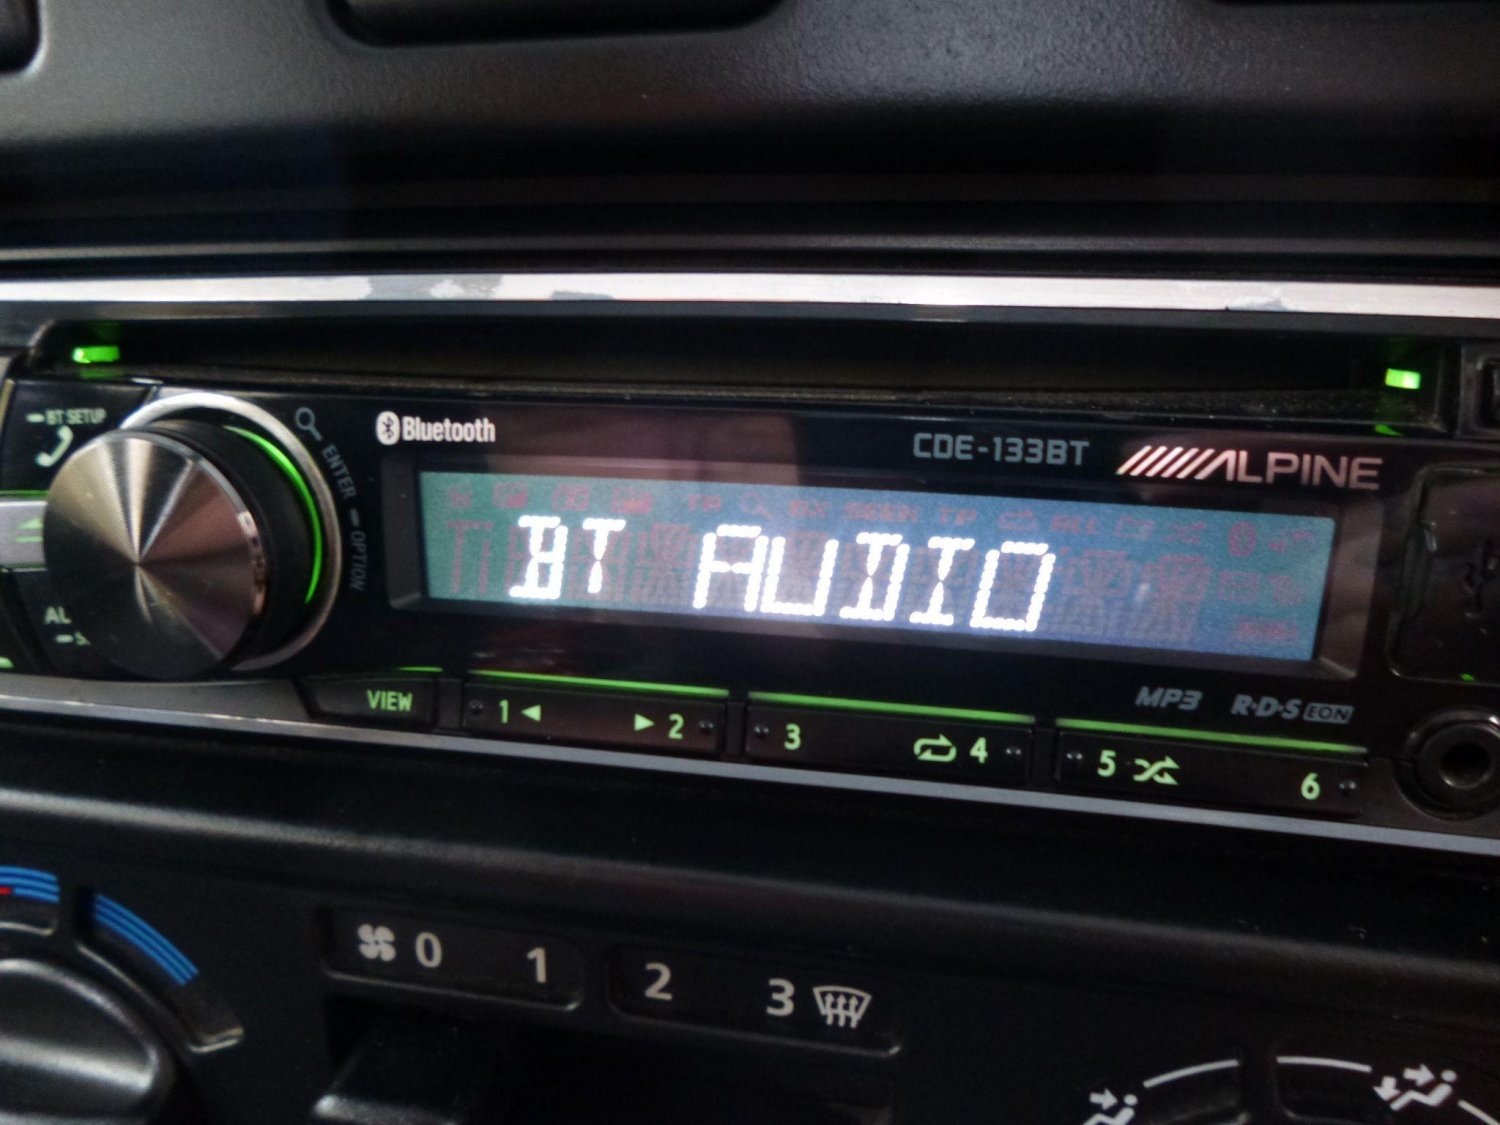 BT SETUP
ENTER
OPTION
Bluetooth
CDE-133BT
ALPINE
BT AUDIO
AL
VIEW
1
2
3
4
5
6
MP3
R·D·S EON
0
1
2
3